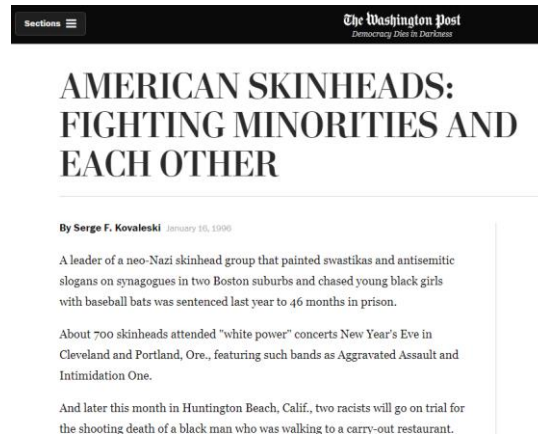 Sections
The Washington Post
Democracy Dies in Darkness
AMERICAN SKINHEADS:
FIGHTING MINORITIES AND
EACH OTHER
By Serge F. Kovaleski January 16, 1996
A leader of a neo-Nazi skinhead group that painted swastikas and antisemitic
slogans on synagogues in two Boston suburbs and chased young black girls
with baseball bats was sentenced last year to 46 months in prison.
About 700 skinheads attended "white power" concerts New Year's Eve in
Cleveland and Portland, Ore., featuring such bands as Aggravated Assault and
Intimidation One.
And later this month in Huntington Beach, Calif., two racists will go on trial for
the shooting death of a black man who was walking to a carry-out restaurant.